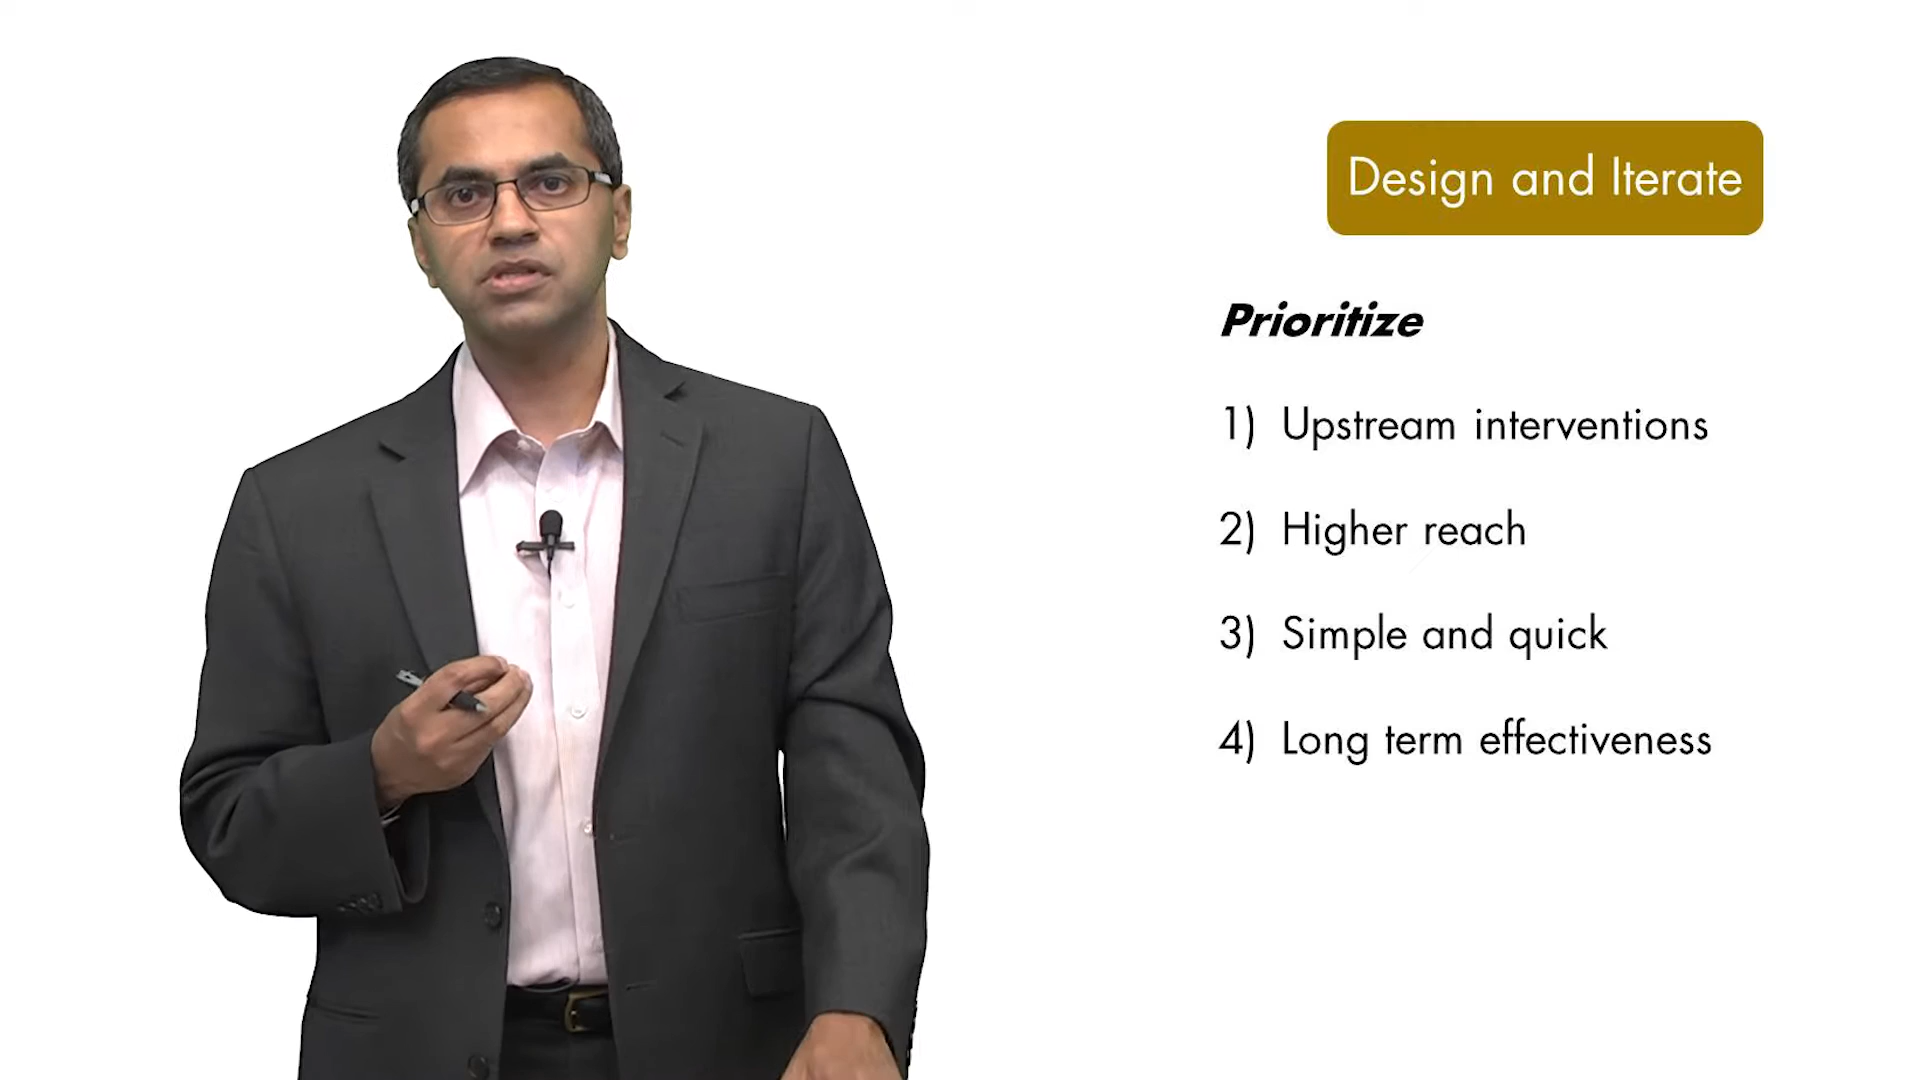 Design and Iterate
Prioritize
1) Upstream interventions
2) Higher reach
3) Simple and quick
4) Long term effectiveness